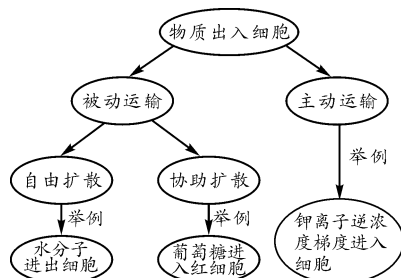 物质出入细胞
被动运输
主动运输
自由扩散
协助扩散
举例
举例
举例
水分子
进出细胞
葡萄糖进
入红细胞
钾离子逆浓
度梯度进入
细胞